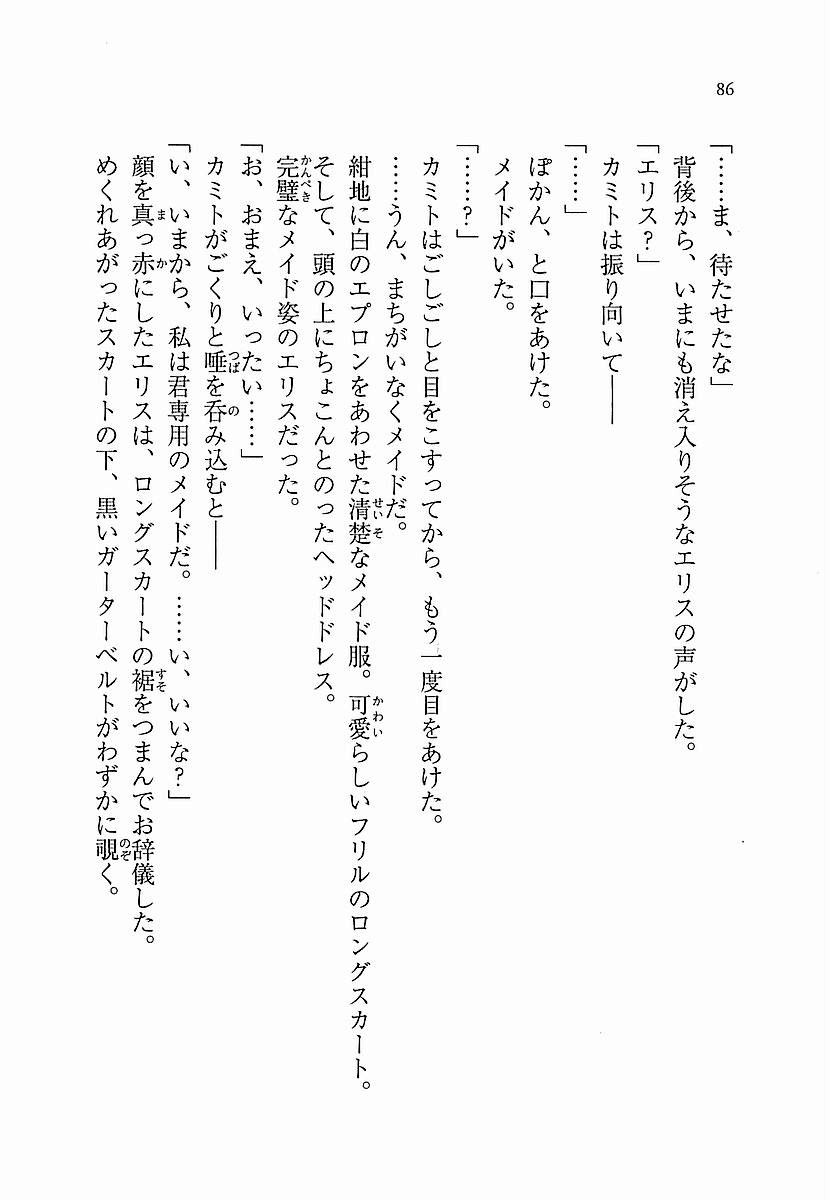 86
「……ま、待たせたな」
背後から、いまにも消え入りそうなエリスの声がした。
「エリス？」
カミトは振り向いて――
「……」
ぽかん、と口をあけた。
メイドがいた。
「……？」
カミトはごしごしと目をこすってから、もう一度目をあけた。
……うん、まちがいなくメイドだ。
紺地に白のエプロンをあわせた清楚なメイド服。可愛らしいフリルのロングスカート。
そして、頭の上にちょこんとのったヘッドドレス。
完璧なメイド姿のエリスだった。
「お、おまえ、いったい……」
カミトがごくりと唾を呑み込むと――
「い、いまから、私は君専用のメイドだ。……い、いいな？」
顔を真っ赤にしたエリスは、ロングスカートの裾をつまんでお辞儀した。
めくれあがったスカートの下、黒いガーターベルトがわずかに覗く。